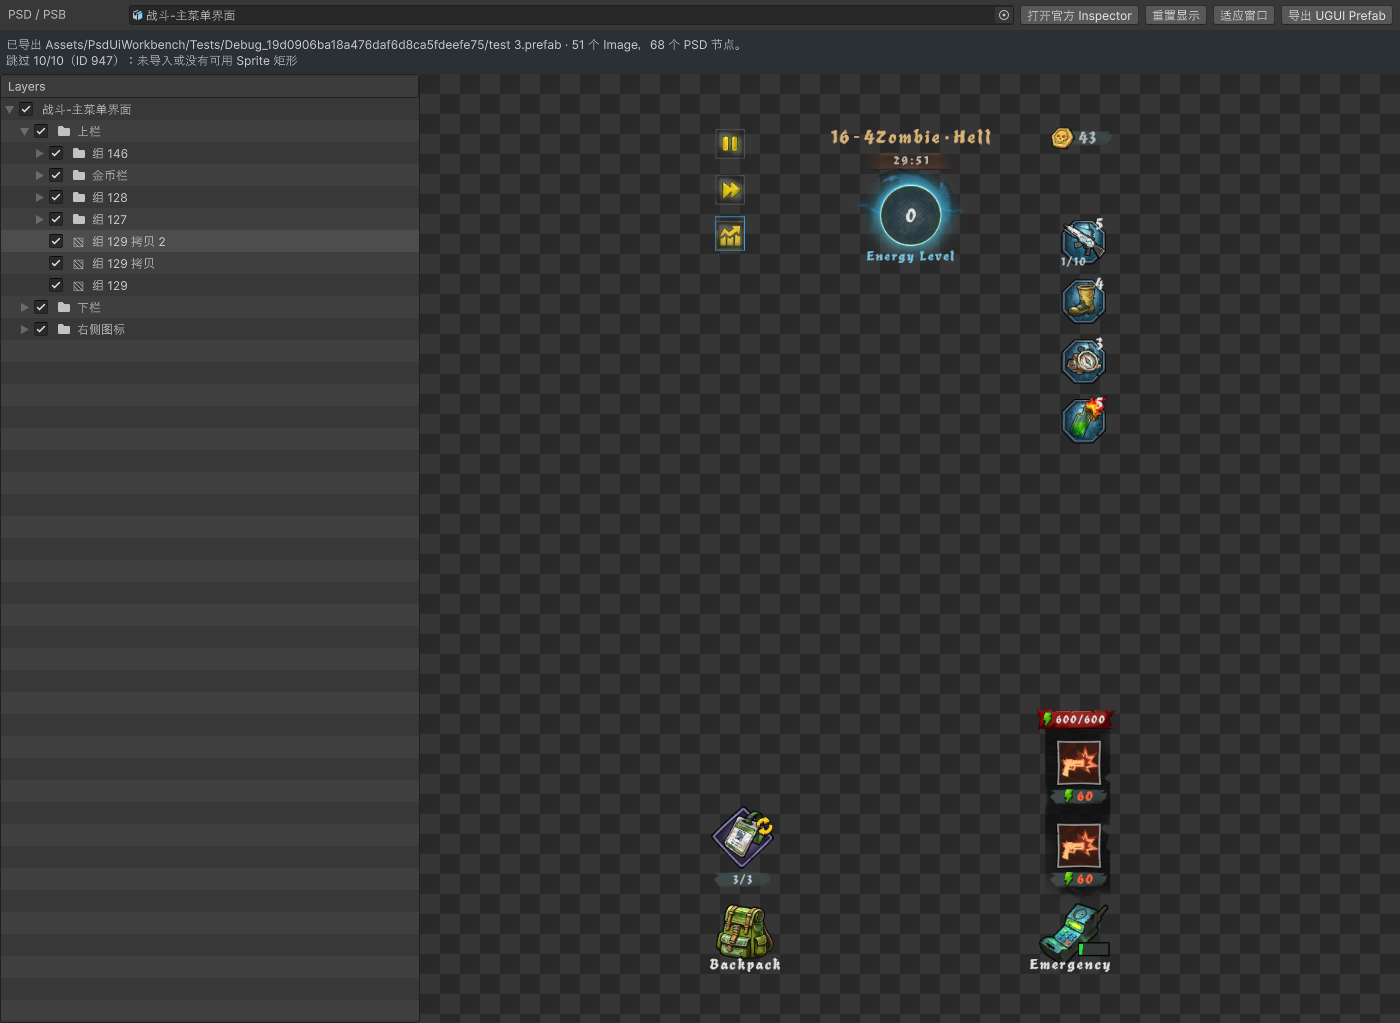 PSD / PSB
战斗-主菜单界面
打开官方 Inspector
重置显示
适应窗口
导出 UGUI Prefab
已导出 Assets/PsdUiWorkbench/Tests/Debug_19d0906ba18a476daf6d8ca5fdeefe75/test 3.prefab · 51 个 Image，68 个 PSD 节点。
跳过 10/10（ID 947）：未导入或没有可用 Sprite 矩形
Layers
战斗-主菜单界面
上栏
组 146
金币栏
组 128
组 127
组 129 拷贝 2
组 129 拷贝
组 129
下栏
右侧图标
16-4Zombie·Hell
43
29:51
0
Energy Level
5
1/10
4
3
5
600/600
60
60
3/3
Backpack
Emergency